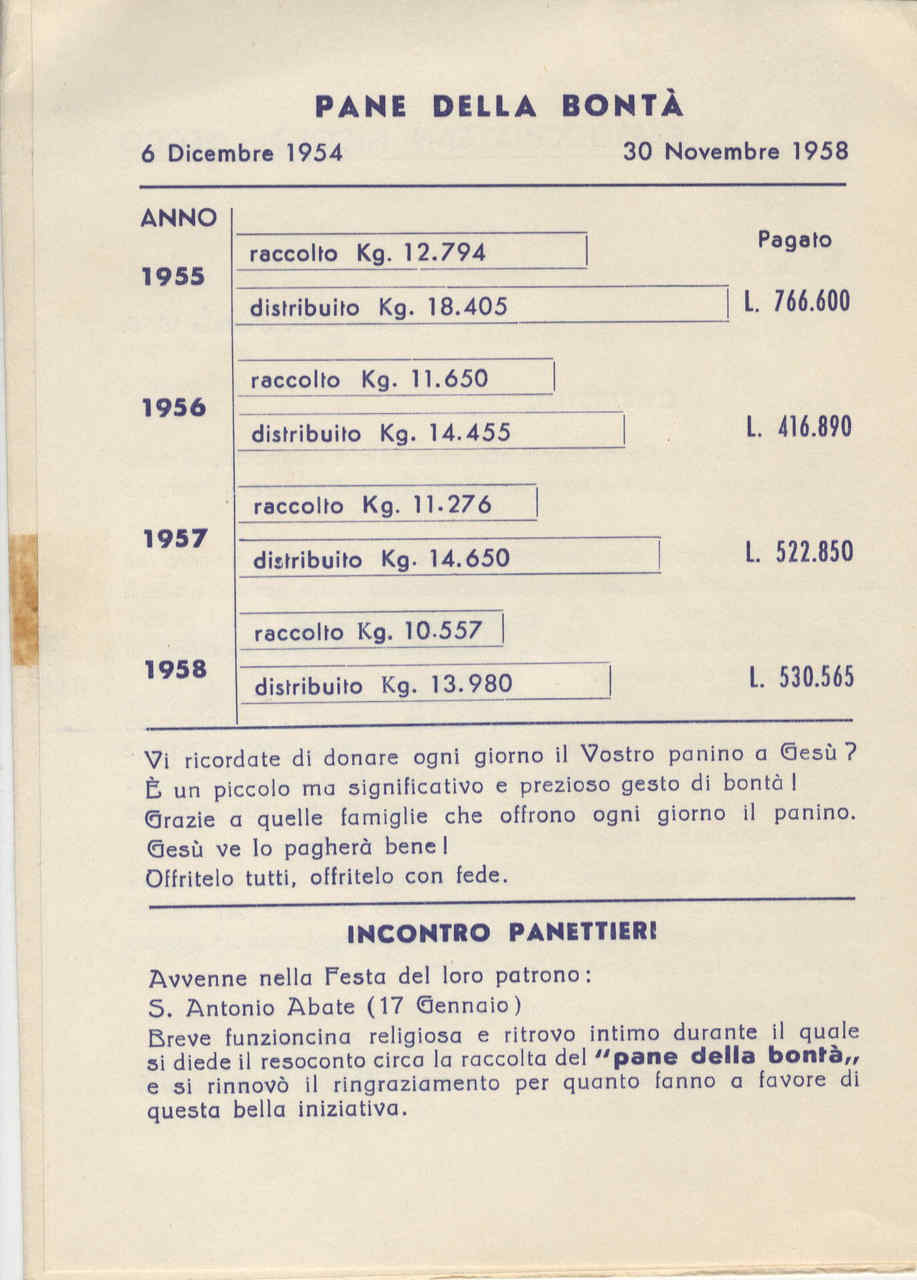 PANE DELLA BONTÀ
6 Dicembre 1954 30 Novembre 1958
ANNO
Pagato
1955
raccolto Kg. 12.794
distribuito Kg. 18.405 L. 766.600
1956
raccolto Kg. 11.650
distribuito Kg. 14.455 L. 416.890
1957
raccolto Kg. 11.276
distribuito Kg. 14.650 L. 522.850
1958
raccolto Kg. 10.557
distribuito Kg. 13.980 L. 530.565
Vi ricordate di donare ogni giorno il Vostro panino a Gesù ?
È un piccolo ma significativo e prezioso gesto di bontà !
Grazie a quelle famiglie che offrono ogni giorno il panino.
Gesù ve lo pagherà bene !
Offritelo tutti, offritelo con fede.
INCONTRO PANETTIERI
Avvenne nella Festa del loro patrono :
S. Antonio Abate ( 17 Gennaio )
Breve funzioncina religiosa e ritrovo intimo durante il quale
si diede il resoconto circa la raccolta del "pane della bontà„
e si rinnovò il ringraziamento per quanto fanno a favore di
questa bella iniziativa.